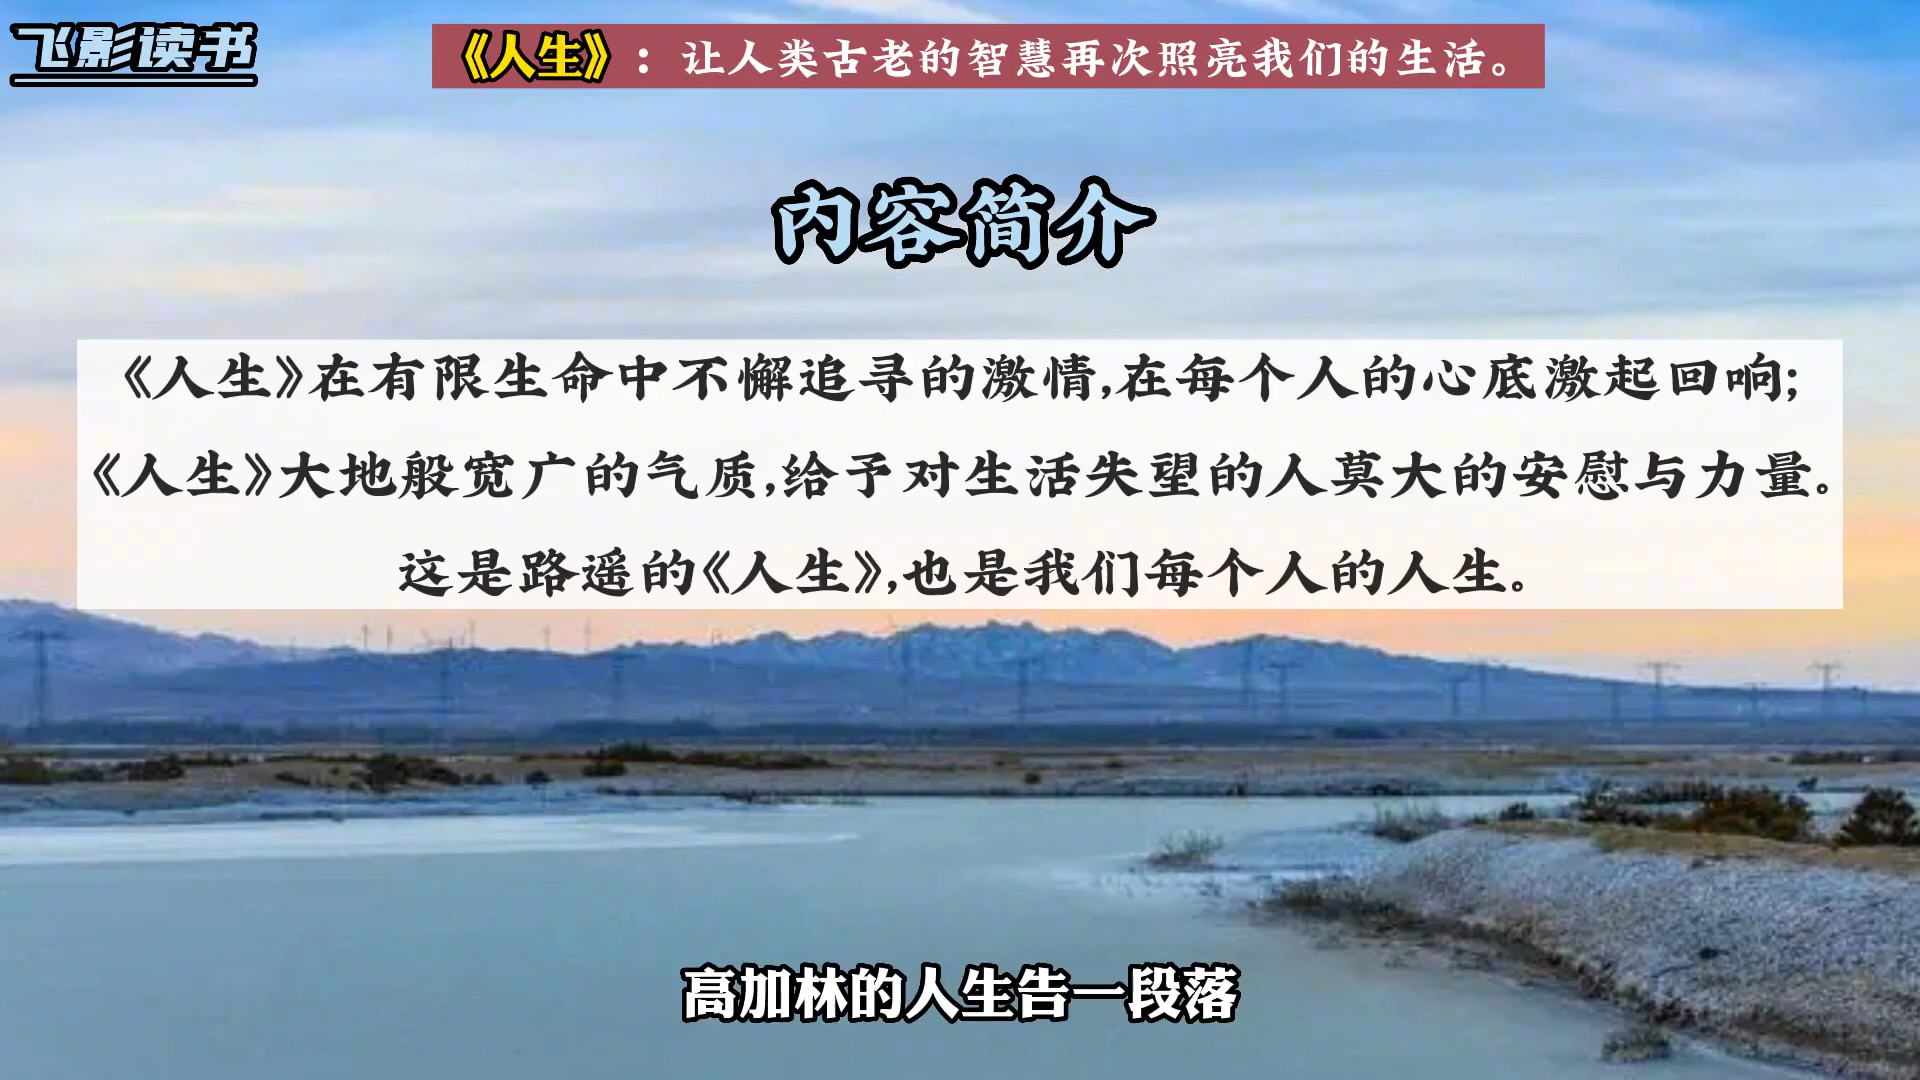 飞影读书
《人生》：让人类古老的智慧再次照亮我们的生活。
内容简介
《人生》在有限生命中不懈追寻的激情,在每个人的心底激起回响;
《人生》大地般宽广的气质,给予对生活失望的人莫大的安慰与力量。
这是路遥的《人生》,也是我们每个人的人生。
高加林的人生告一段落